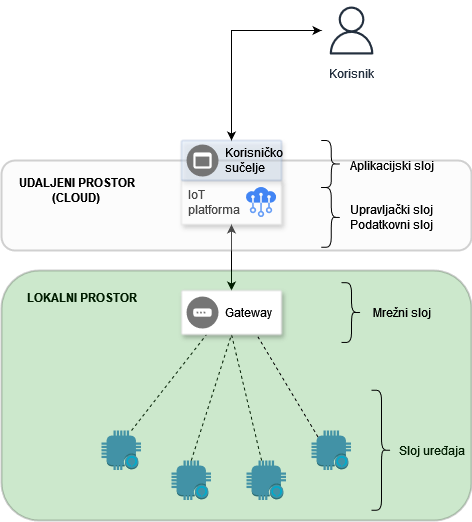 Korisnik
Korisničko
sučelje
Aplikacijski sloj
UDALJENI PROSTOR
(CLOUD)
IoT
platforma
Upravljački sloj
Podatkovni sloj
LOKALNI PROSTOR
Gateway
Mrežni sloj
Sloj uređaja